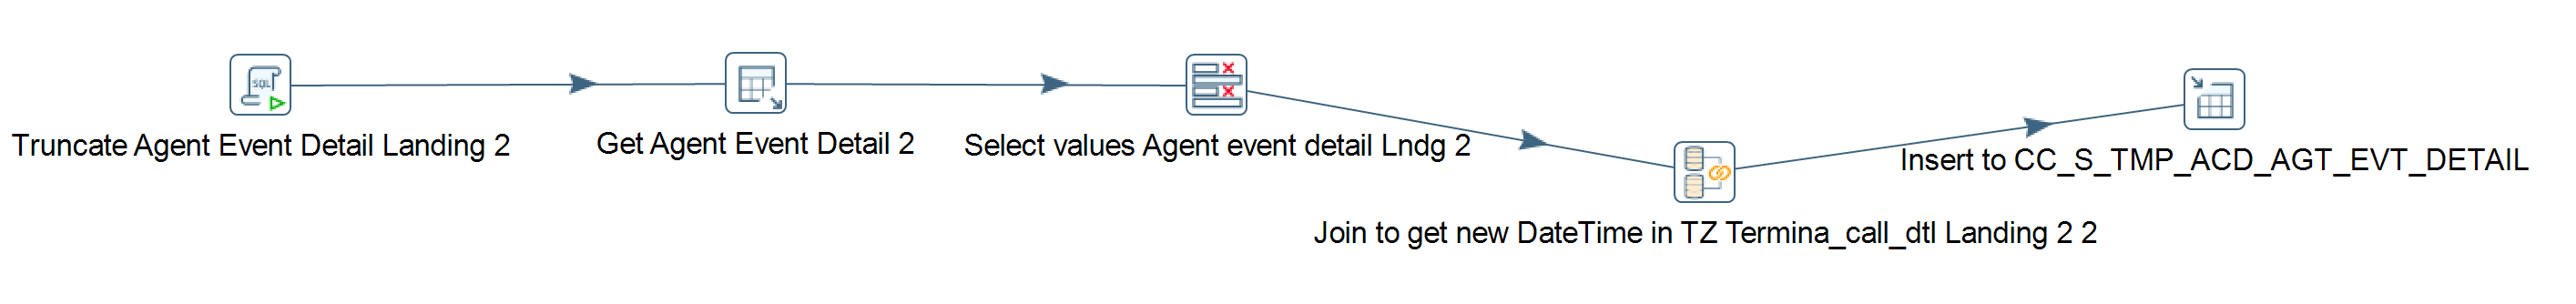 SQL
Truncate Agent Event Detail Landing 2
Get Agent Event Detail 2
Select values Agent event detail Lndg 2
Join to get new DateTime in TZ Termina_call_dtl Landing 2 2
Insert to CC_S_TMP_ACD_AGT_EVT_DETAIL